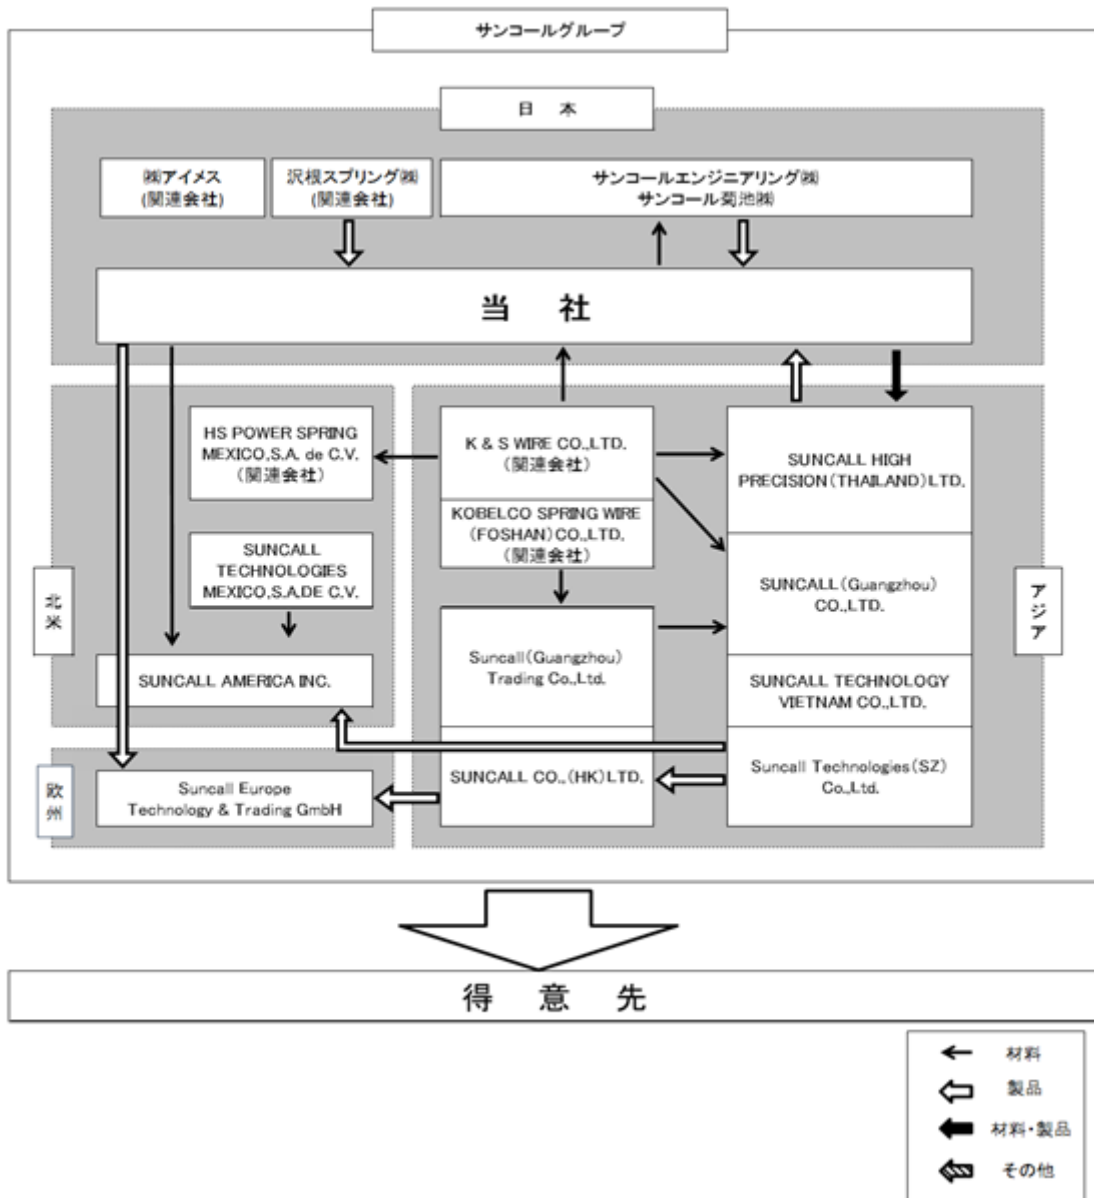 サンコールグループ
日 本
㈱アイメス
(関連会社)
沢根スプリング㈱
(関連会社)
サンコールエンジニアリング㈱
サンコール菊池㈱
当 社
HS POWER SPRING
MEXICO,S.A. de C.V.
(関連会社)
K & S WIRE CO.,LTD.
(関連会社)
SUNCALL HIGH
PRECISION(THAILAND)LTD.
KOBELCO SPRING WIRE
(FOSHAN)CO.,LTD.
(関連会社)
SUNCALL
TECHNOLOGIES
MEXICO,S.A.DE C.V.
SUNCALL(Guangzhou)
CO.,LTD.
北米
アジア
Suncall(Guangzhou)
Trading Co.,Ltd.
SUNCALL AMERICA INC.
SUNCALL TECHNOLOGY
VIETNAM CO.,LTD.
欧州
Suncall Europe
Technology & Trading GmbH
SUNCALL CO.,(HK)LTD.
Suncall Technologies(SZ)
Co.,Ltd.
得 意 先
材料
製品
材料・製品
その他